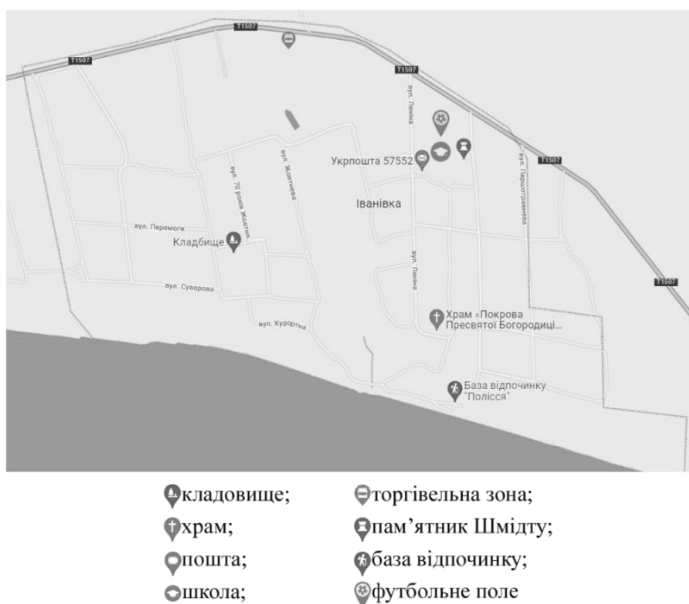 T1507
T1507
T1507
вул. Леніна
Укрпошта 57552
T1507
вул. Першотравнева
вул. Жовтнева
вул. 70 років Жовтня
Іванівка
вул. Перемоги
Кладбище
вул. Леніна
вул. Суворова
T1507
Храм «Покрова
Пресвятої Богородиці...
вул. Курортна
База відпочинку
"Полісся"
кладовище;
торгівельна зона;
храм;
пам’ятник Шмідту;
пошта;
база відпочинку;
школа;
футбольне поле